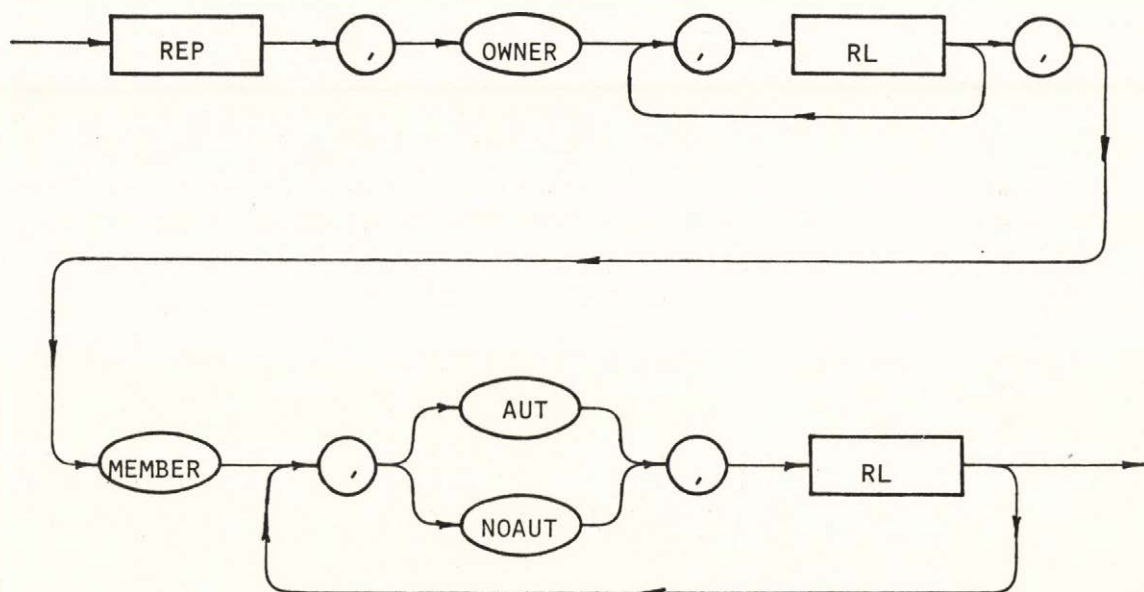 REP , OWNER , RL ,
AUT
MEMBER , , RL
NOAUT